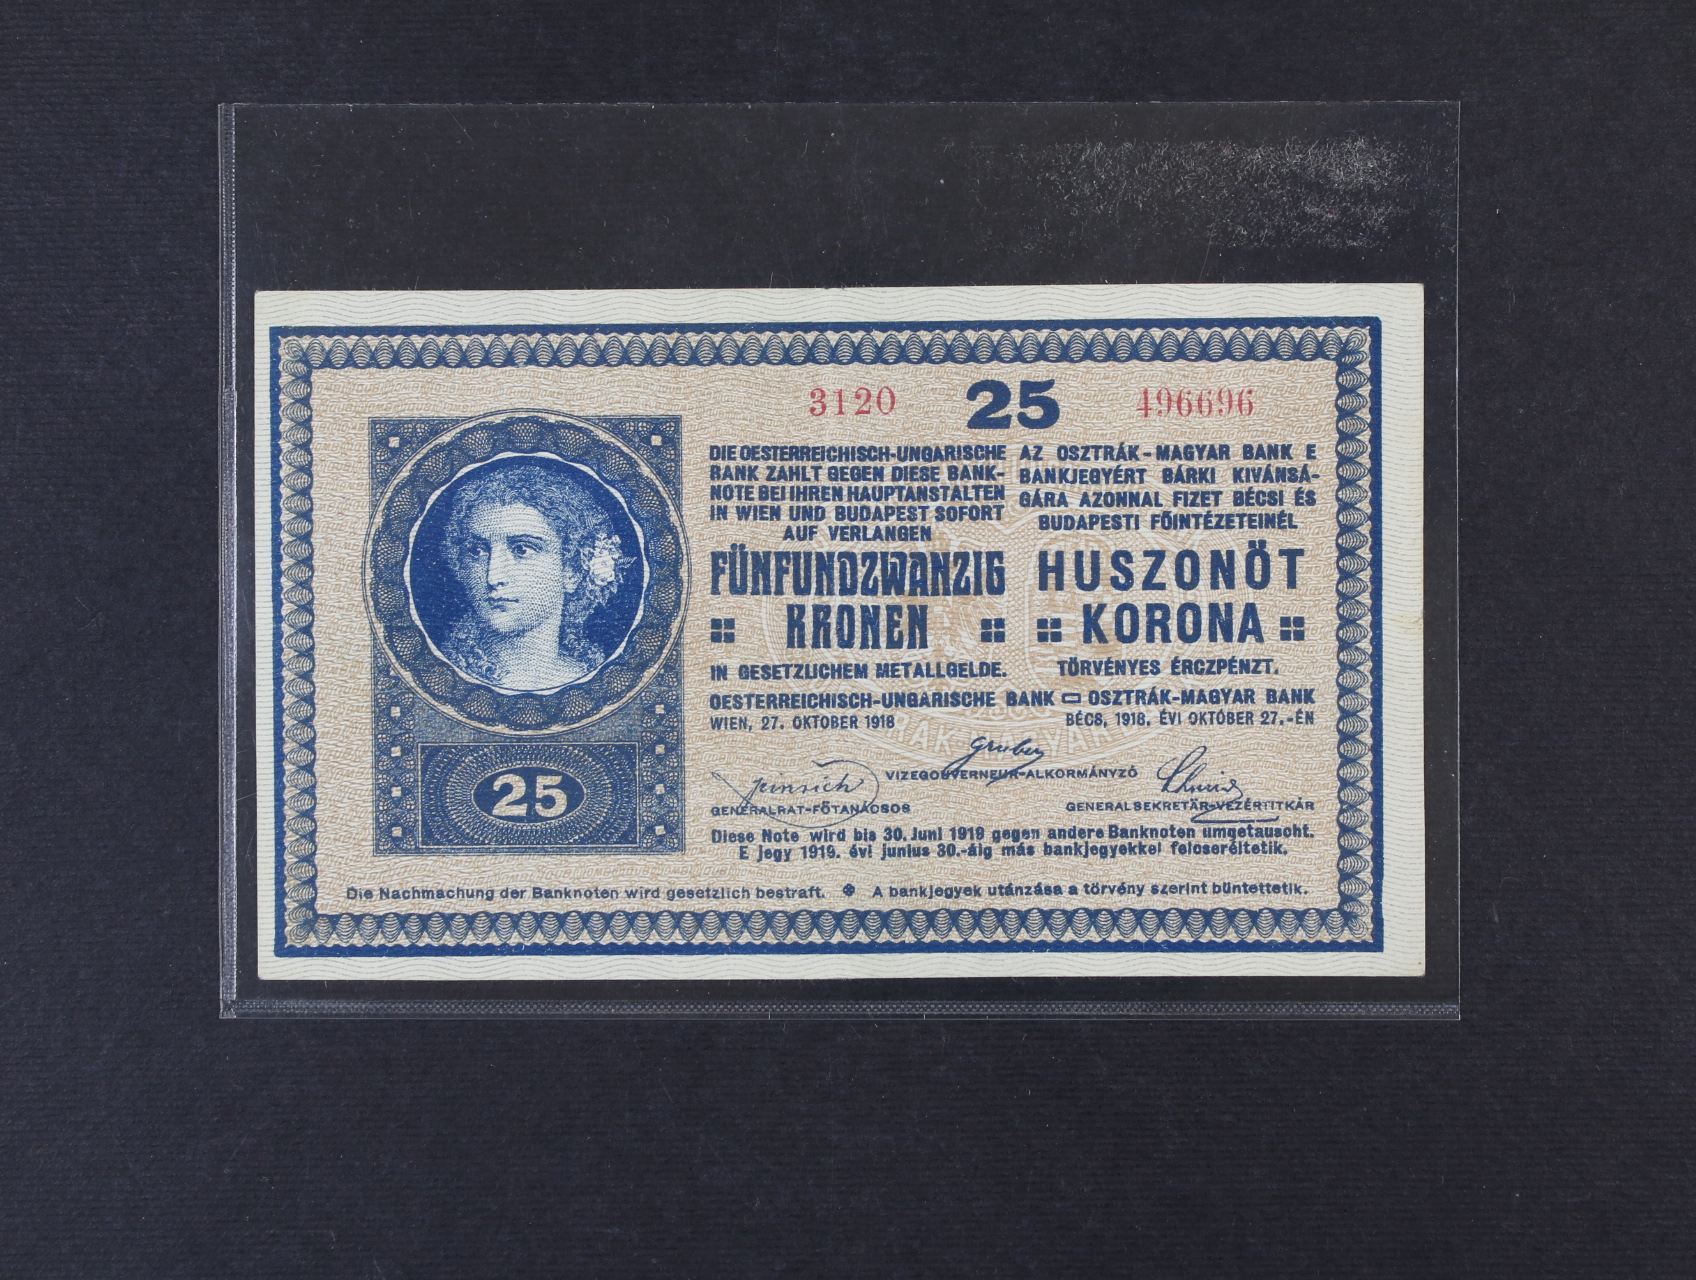 3120 25 496696
DIE OESTERREICHISCH-UNGARISCHE
BANK ZAHLT GEGEN DIESE BANK-
NOTE BEI IHREN HAUPTANSTALTEN
IN WIEN UND BUDAPEST SOFORT
AUF VERLANGEN
FÜNFUNDZWANZIG
KRONEN
IN GESETZLICHEM METALLGELDE.
AZ OSZTRÁK-MAGYAR BANK E
BANKJEGYÉRT BÁRKI KIVÁNSÁ-
GÁRA AZONNAL FIZET BÉCSI ÉS
BUDAPESTI FŐINTÉZETEINÉL
HUSZONÖT
KORONA
TÖRVÉNYES ÉRCZPÉNZT.
OESTERREICHISCH-UNGARISCHE BANK OSZTRÁK-MAGYAR BANK
WIEN, 27. OKTOBER 1918 BÉCS, 1918. ÉVI OKTÓBER 27.-ÉN
Gruber
VIZEGOUVERNEUR-ALKORMÁNYZÓ
GENERALRAT-FŐTANÁCSOS
GENERALSEKRETÄR-VEZÉRTITKÁR
25
Diese Note wird bis 30. Juni 1919 gegen andere Banknoten umgetauscht.
E jegy 1919. évi junius 30.-áig más bankjegyekkel felcseréltetik.
Die Nachmachung der Banknoten wird gesetzlich bestraft. A bankjegyek utánzása a törvény szerint büntettetik.